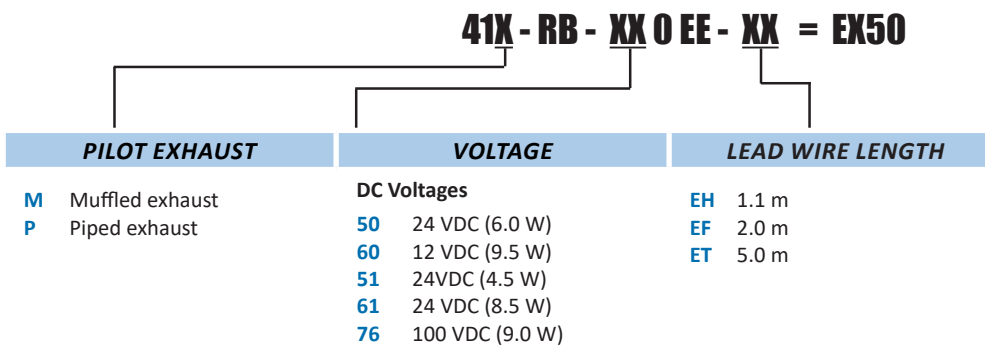 41X - RB - XX 0 EE - XX = EX50
PILOT EXHAUST
M Muffled exhaust
P Piped exhaust
VOLTAGE
DC Voltages
50 24 VDC (6.0 W)
60 12 VDC (9.5 W)
51 24VDC (4.5 W)
61 24 VDC (8.5 W)
76 100 VDC (9.0 W)
LEAD WIRE LENGTH
EH 1.1 m
EF 2.0 m
ET 5.0 m